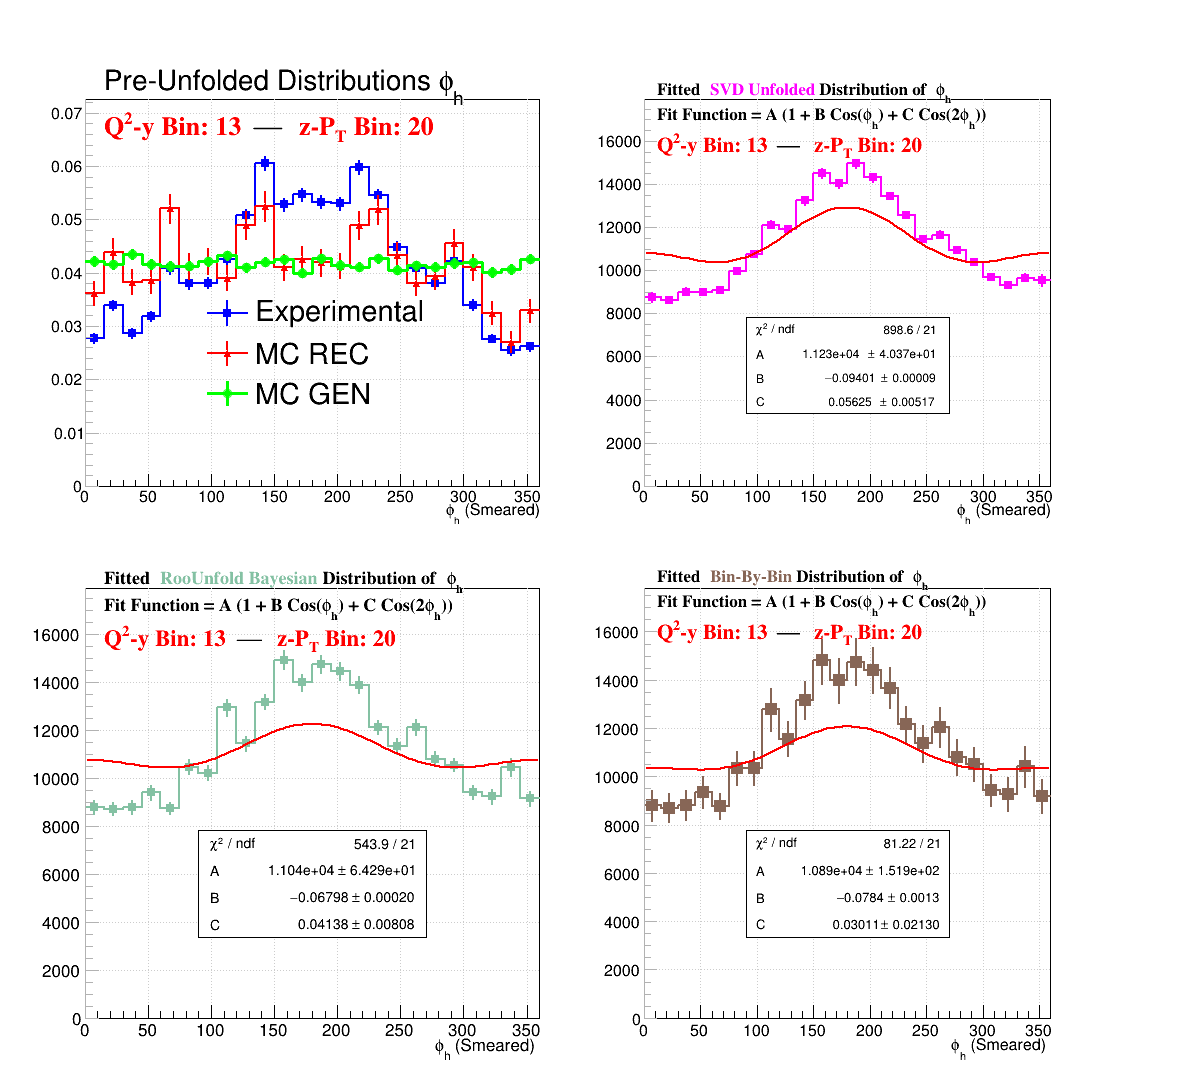 Pre-Unfolded Distributions ϕh
Q²-y Bin: 13 — z-PT Bin: 20
0.07
0.06
0.05
0.04
0.03
0.02
0.01
0
Experimental
MC REC
MC GEN
0 50 100 150 200 250 300 350
ϕh (Smeared)
Fitted SVD Unfolded Distribution of ϕh
Fit Function = A (1 + B Cos(ϕh) + C Cos(2ϕh))
Q²-y Bin: 13 — z-PT Bin: 20
16000
14000
12000
10000
8000
6000
4000
2000
0
χ² / ndf 898.6 / 21
A 1.123e+04 ± 4.037e+01
B −0.09401 ± 0.00009
C 0.05625 ± 0.00517
0 50 100 150 200 250 300 350
ϕh (Smeared)
Fitted RooUnfold Bayesian Distribution of ϕh
Fit Function = A (1 + B Cos(ϕh) + C Cos(2ϕh))
Q²-y Bin: 13 — z-PT Bin: 20
16000
14000
12000
10000
8000
6000
4000
2000
0
χ² / ndf 543.9 / 21
A 1.104e+04 ± 6.429e+01
B −0.06798 ± 0.00020
C 0.04138 ± 0.00808
0 50 100 150 200 250 300 350
ϕh (Smeared)
Fitted Bin-By-Bin Distribution of ϕh
Fit Function = A (1 + B Cos(ϕh) + C Cos(2ϕh))
Q²-y Bin: 13 — z-PT Bin: 20
16000
14000
12000
10000
8000
6000
4000
2000
0
χ² / ndf 81.22 / 21
A 1.089e+04 ± 1.519e+02
B −0.0784 ± 0.0013
C 0.03011 ± 0.02130
0 50 100 150 200 250 300 350
ϕh (Smeared)